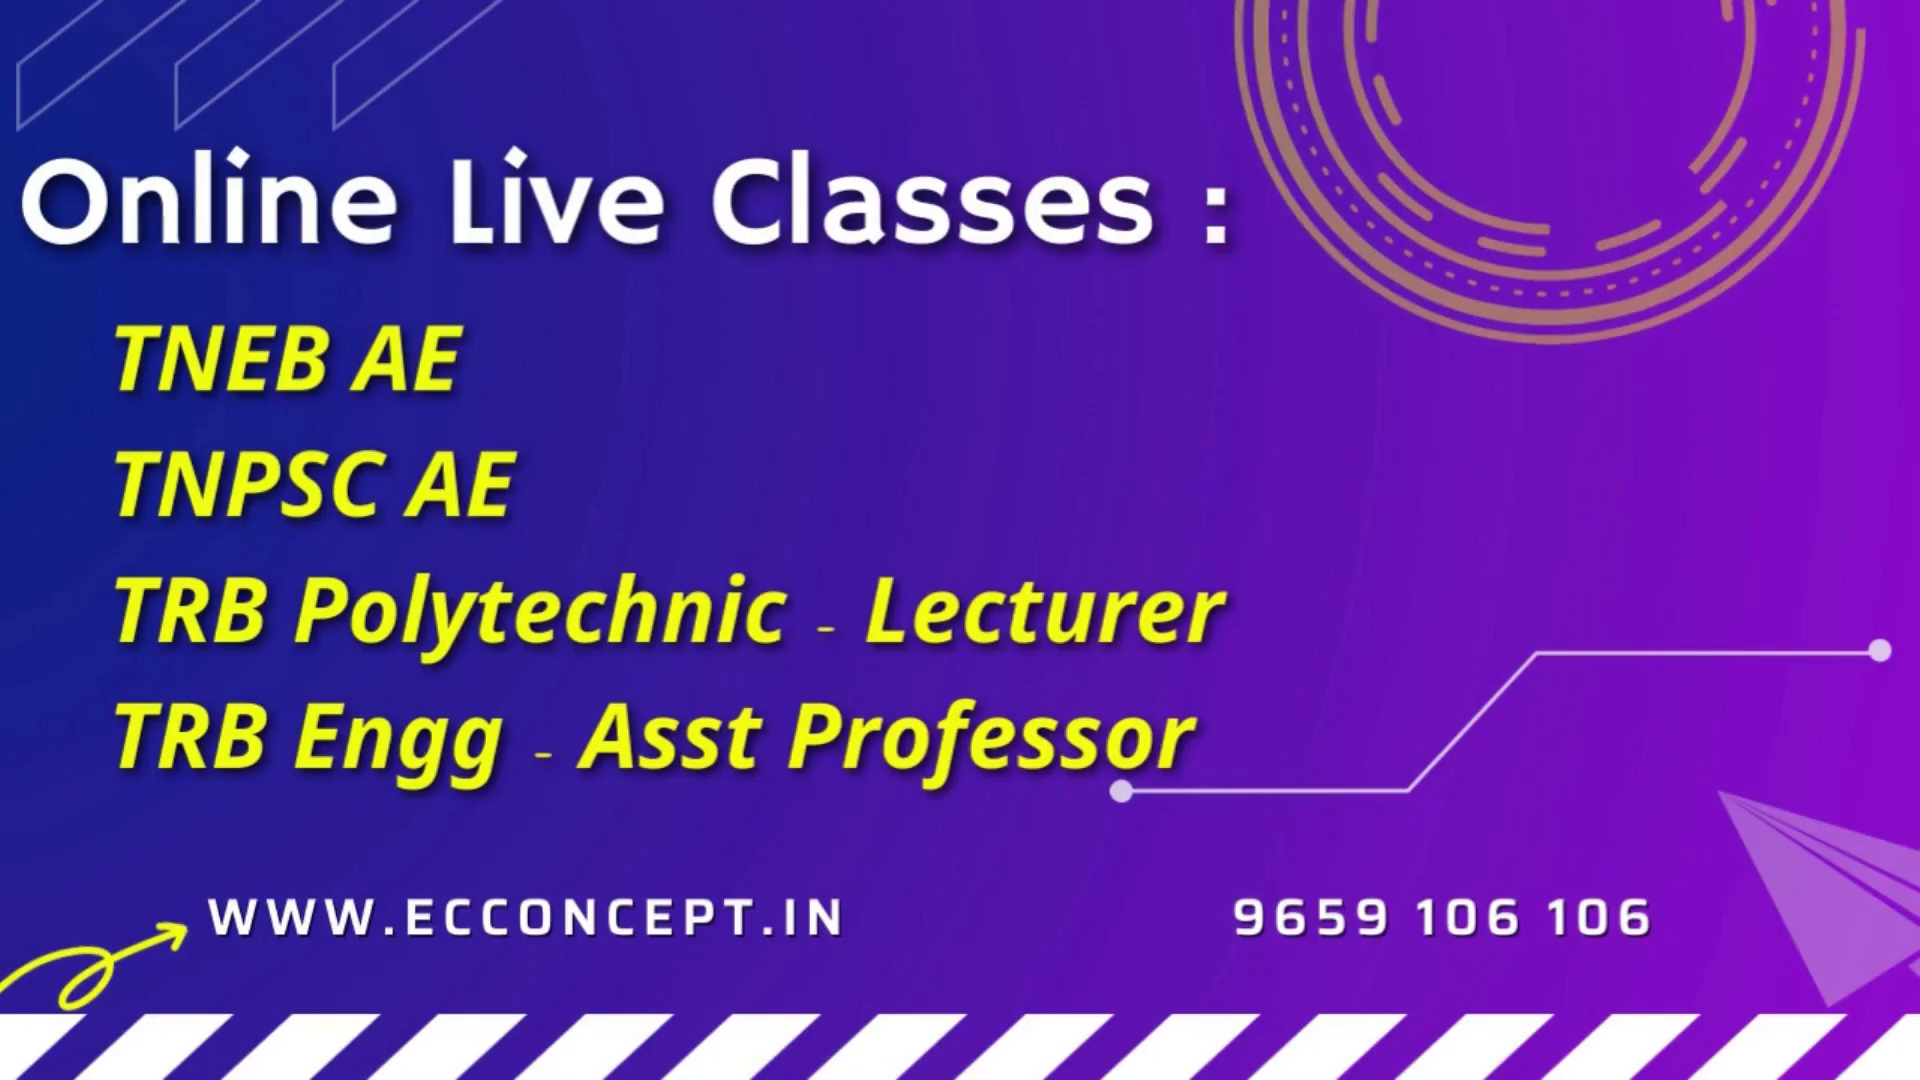 Online Live Classes :
TNEB AE
TNPSC AE
TRB Polytechnic - Lecturer
TRB Engg - Asst Professor
WWW.ECCONCEPT.IN
9659 106 106